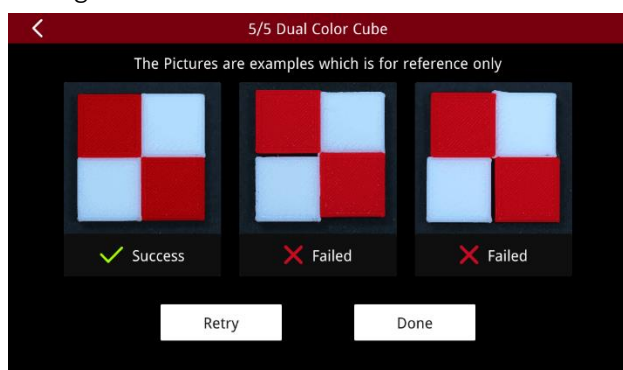 5/5 Dual Color Cube
The Pictures are examples which is for reference only
Success
Failed
Failed
Retry
Done